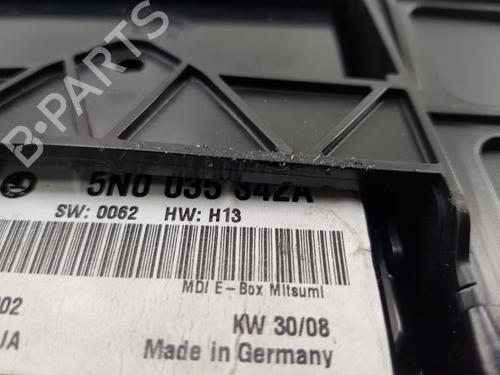 B-PARTS
5N0 035 342A
SW: 0062 HW: H13
MDI E-Box Mitsumi
02
KW 30/08
/A
Made in Germany